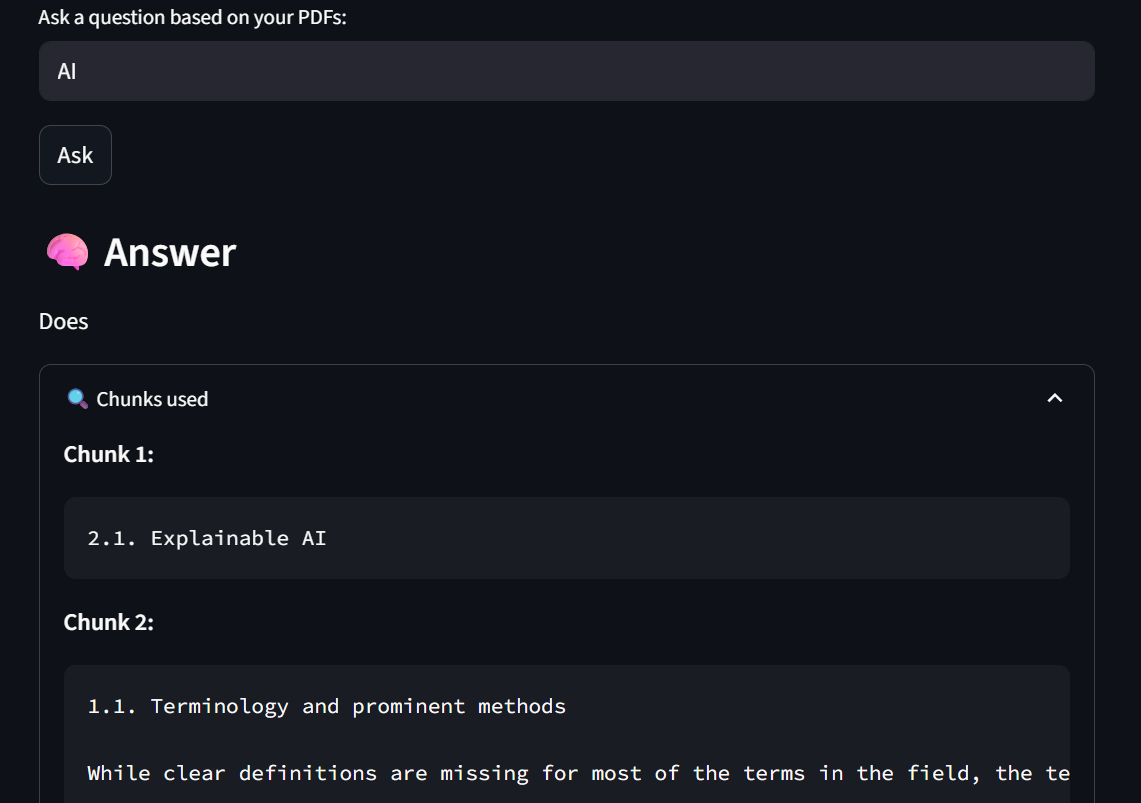 Ask a question based on your PDFs:
AI
Ask
🧠 Answer
Does
🔍 Chunks used
Chunk 1:
2.1. Explainable AI
Chunk 2:
1.1. Terminology and prominent methods
While clear definitions are missing for most of the terms in the field, the te